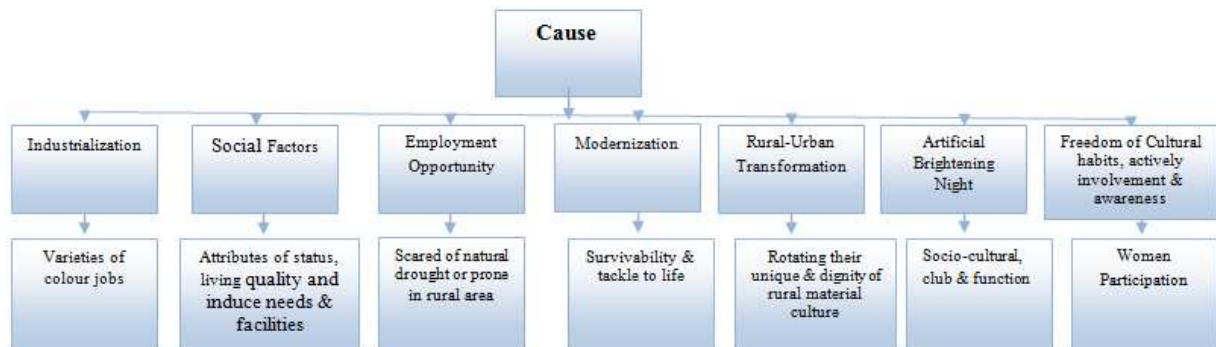 Cause
Industrialization
Social Factors
Employment
Opportunity
Modernization
Rural-Urban
Transformation
Artificial
Brightening
Night
Freedom of Cultural
habits, actively
involvement &
awareness
Varieties of
colour jobs
Attributes of status,
living quality and
induce needs &
facilities
Scared of natural
drought or prone
in rural area
Survivability &
tackle to life
Rotating their
unique & dignity of
rural material
culture
Socio-cultural,
club & function
Women
Participation